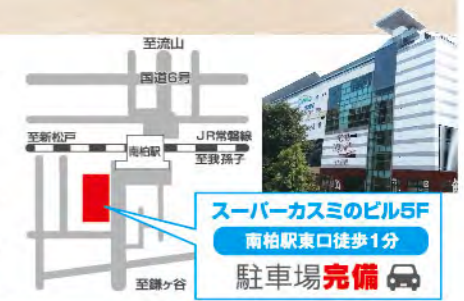 至流山
国道6号
至新松戸
JR常磐線
南柏駅
至我孫子
スーパーカスミのビル5F
南柏駅東口徒歩1分
駐車場完備
至鎌ヶ谷